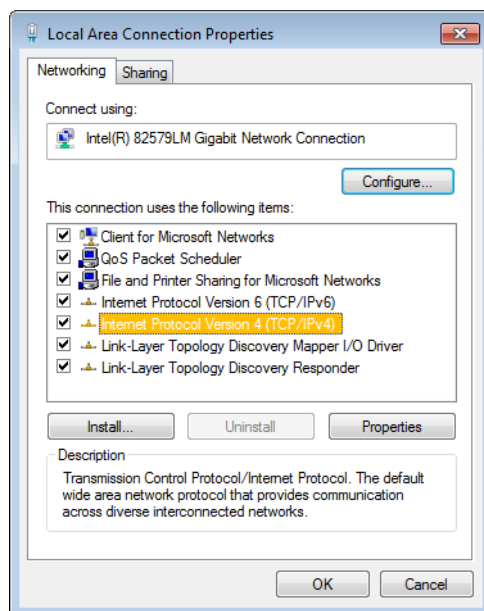 Local Area Connection Properties
Networking
Sharing
Connect using:
Intel(R) 82579LM Gigabit Network Connection
Configure...
This connection uses the following items:
Client for Microsoft Networks
QoS Packet Scheduler
File and Printer Sharing for Microsoft Networks
Internet Protocol Version 6 (TCP/IPv6)
Internet Protocol Version 4 (TCP/IPv4)
Link-Layer Topology Discovery Mapper I/O Driver
Link-Layer Topology Discovery Responder
Install...
Uninstall
Properties
Description
Transmission Control Protocol/Internet Protocol. The default
wide area network protocol that provides communication
across diverse interconnected networks.
OK
Cancel